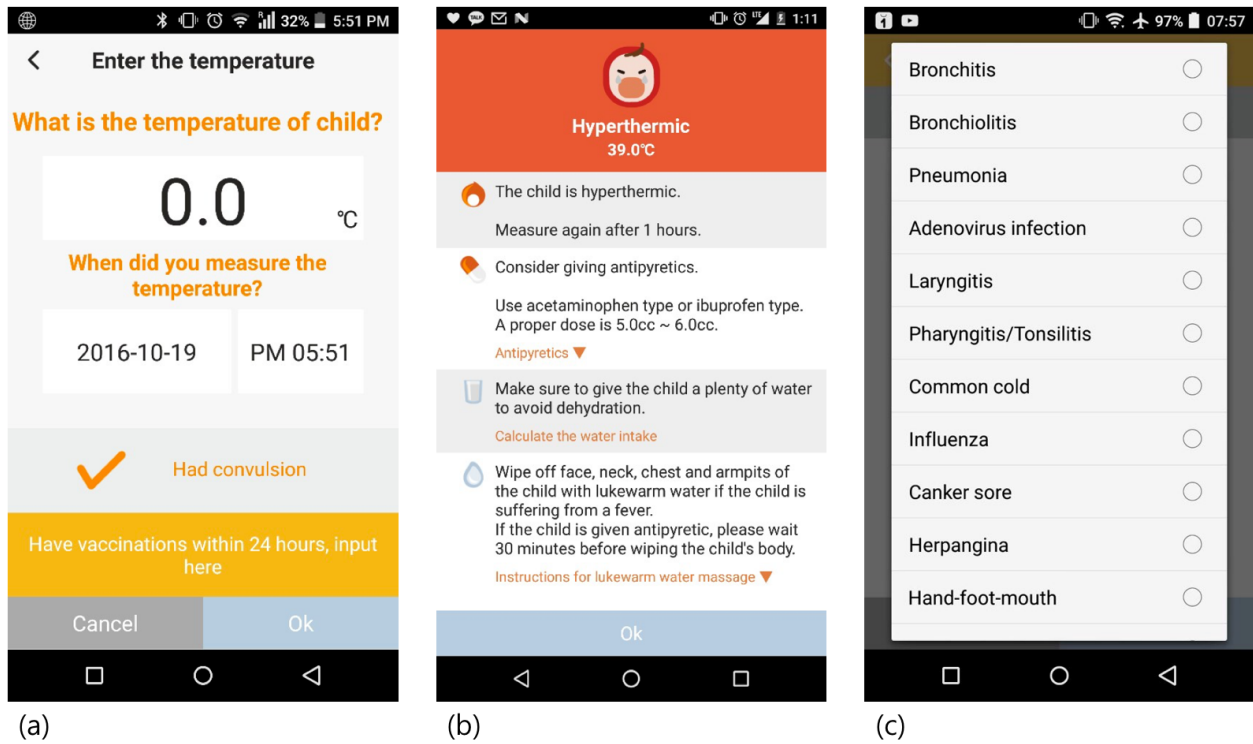 32% 5:51 PM
Enter the temperature
What is the temperature of child?
0.0 ℃
When did you measure the
temperature?
2016-10-19 PM 05:51
Had convulsion
Have vaccinations within 24 hours, input
here
Cancel Ok
(a)
TALK N LTE 1:11
Hyperthermic
39.0℃
The child is hyperthermic.
Measure again after 1 hours.
Consider giving antipyretics.
Use acetaminophen type or ibuprofen type.
A proper dose is 5.0cc ~ 6.0cc.
Antipyretics ▼
Make sure to give the child a plenty of water
to avoid dehydration.
Calculate the water intake
Wipe off face, neck, chest and armpits of
the child with lukewarm water if the child is
suffering from a fever.
If the child is given antipyretic, please wait
30 minutes before wiping the child's body.
Instructions for lukewarm water massage ▼
Ok
(b)
97% 07:57
Bronchitis
Bronchiolitis
Pneumonia
Adenovirus infection
Laryngitis
Pharyngitis/Tonsilitis
Common cold
Influenza
Canker sore
Herpangina
Hand-foot-mouth
(c)